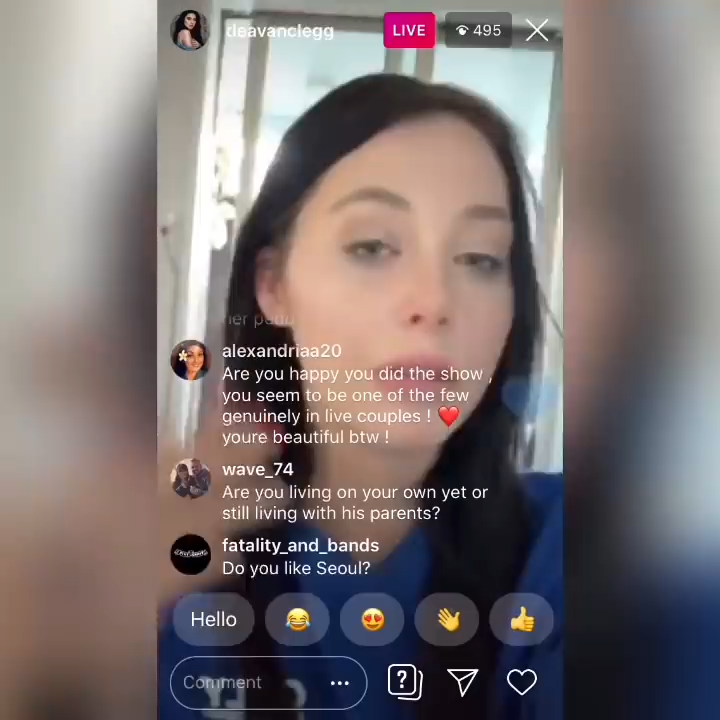 deavanclegg
LIVE
495
alexandriaa20
Are you happy you did the show ,
you seem to be one of the few
genuinely in live couples ! ❤️
youre beautiful btw !
wave_74
Are you living on your own yet or
still living with his parents?
fatality_and_bands
Do you like Seoul?
Hello 😂 😍 👋 👍
Comment ...
?